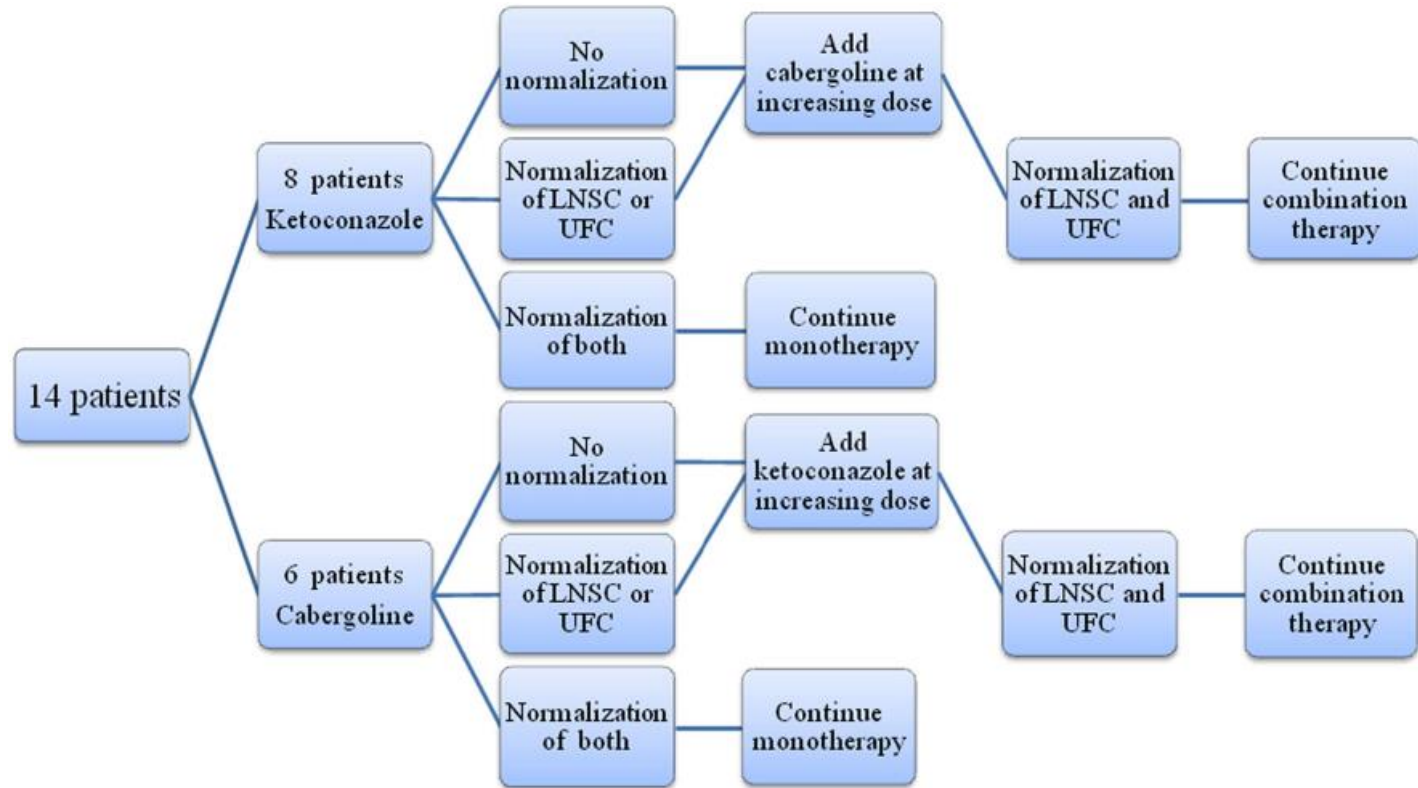 14 patients
8 patients
Ketoconazole
No
normalization
Normalization
of LNSC or
UFC
Normalization
of both
Add
cabergoline at
increasing dose
Continue
monotherapy
Normalization
of LNSC and
UFC
Continue
combination
therapy
6 patients
Cabergoline
No
normalization
Normalization
of LNSC or
UFC
Normalization
of both
Add
ketoconazole at
increasing dose
Continue
monotherapy
Normalization
of LNSC and
UFC
Continue
combination
therapy